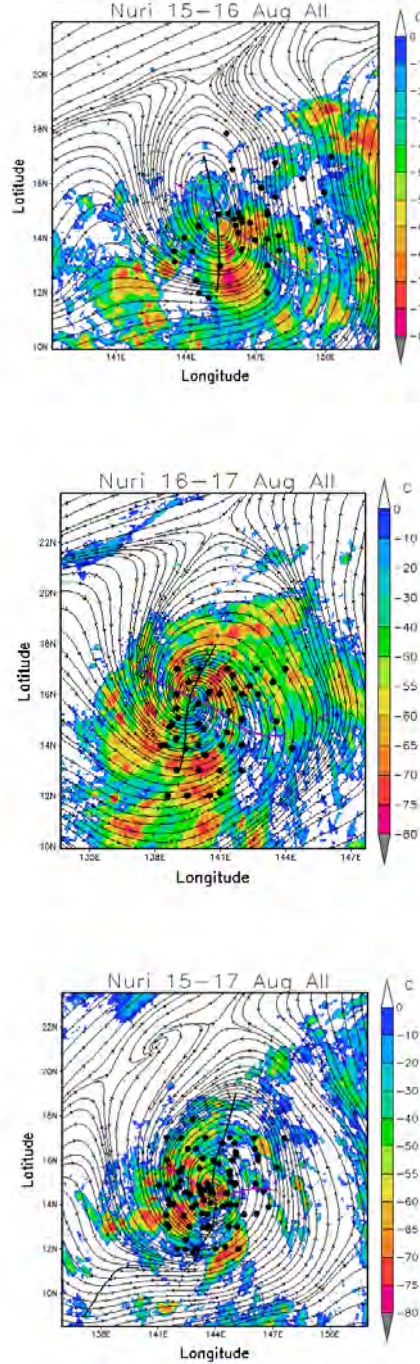 Nuri 15-16 Aug All
C
0
20N
18N
16N
14N
12N
10N
141E
144E
147E
150E
Latitude
Longitude
Nuri 16-17 Aug All
C
0
-10
-20
-30
-40
-50
-55
-60
-65
-70
-75
-80
22N
20N
18N
16N
14N
12N
10N
135E
138E
141E
144E
147E
Latitude
Longitude
Nuri 15-17 Aug All
C
0
-10
-20
-30
-40
-50
-55
-60
-65
-70
-75
-80
22N
20N
18N
16N
14N
12N
10N
138E
141E
144E
147E
150E
Latitude
Longitude